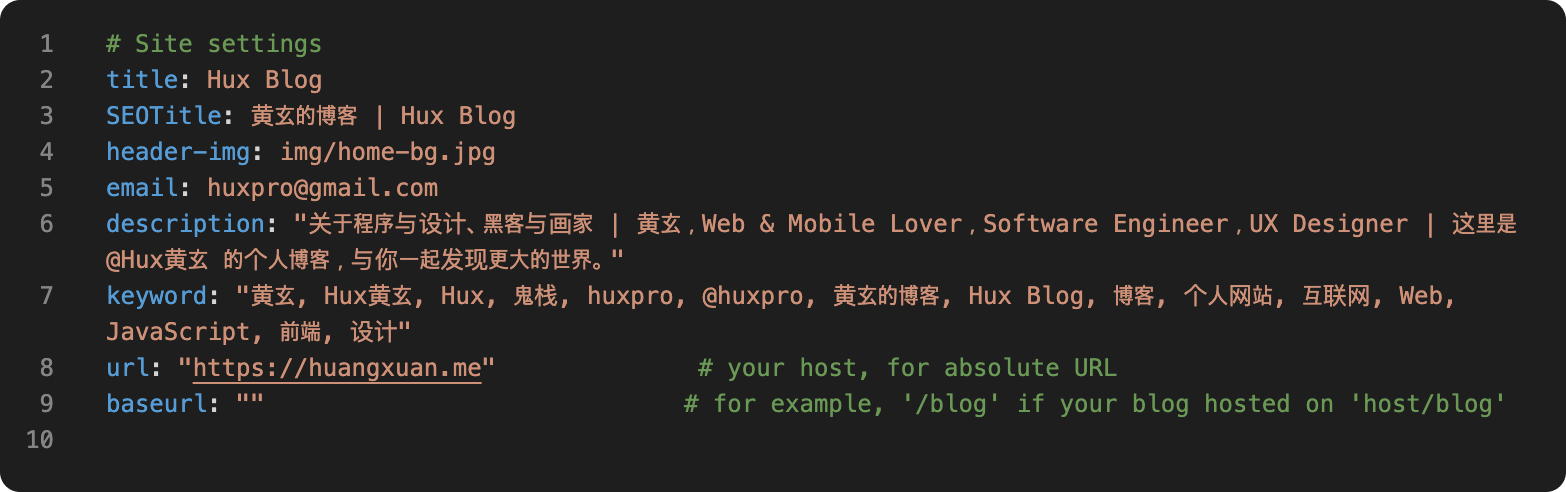 1 # Site settings
2 title: Hux Blog
3 SEOTitle: 黄玄的博客 | Hux Blog
4 header-img: img/home-bg.jpg
5 email: huxpro@gmail.com
6 description: "关于程序与设计、黑客与画家 | 黄玄，Web & Mobile Lover，Software Engineer，UX Designer | 这里是
@Hux黄玄 的个人博客，与你一起发现更大的世界。"
7 keyword: "黄玄, Hux黄玄, Hux, 鬼栈, huxpro, @huxpro, 黄玄的博客, Hux Blog, 博客, 个人网站, 互联网, Web,
JavaScript, 前端, 设计"
8 url: "https://huangxuan.me" # your host, for absolute URL
9 baseurl: "" # for example, '/blog' if your blog hosted on 'host/blog'
10